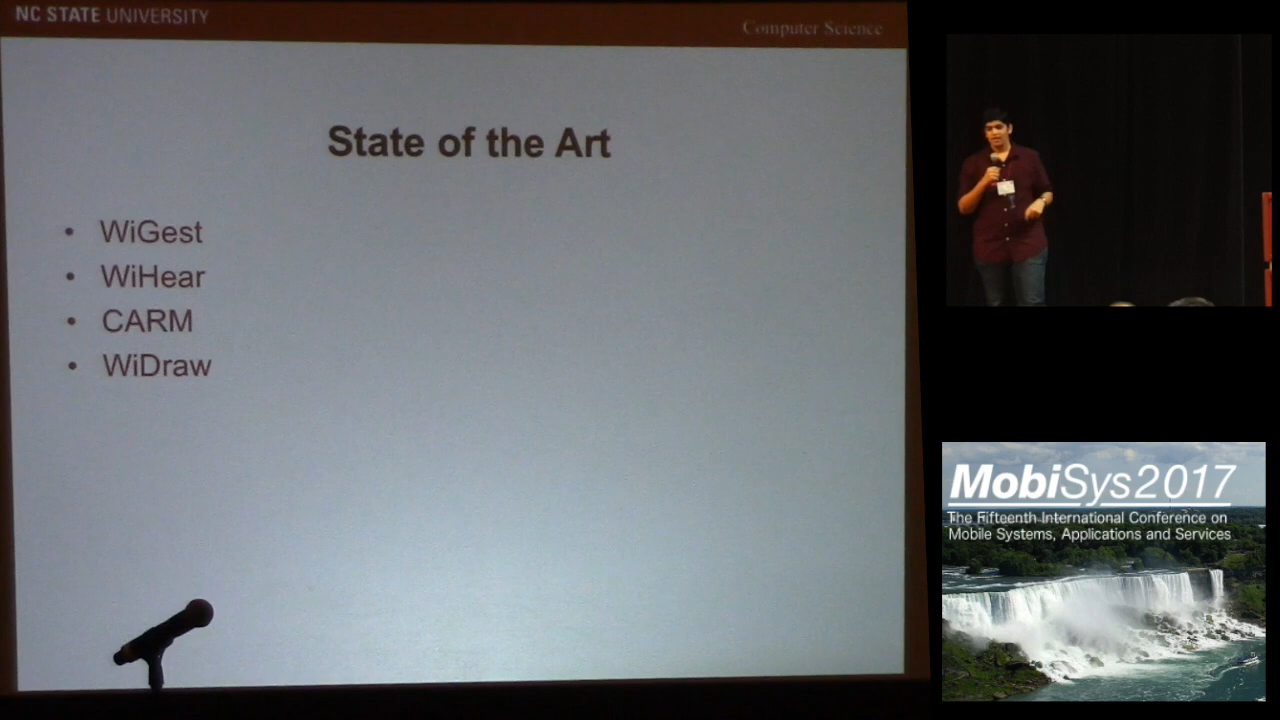 NC STATE UNIVERSITY
Computer Science
State of the Art
• WiGest
• WiHear
• CARM
• WiDraw
MobiSys2017
The Fifteenth International Conference on
Mobile Systems, Applications and Services